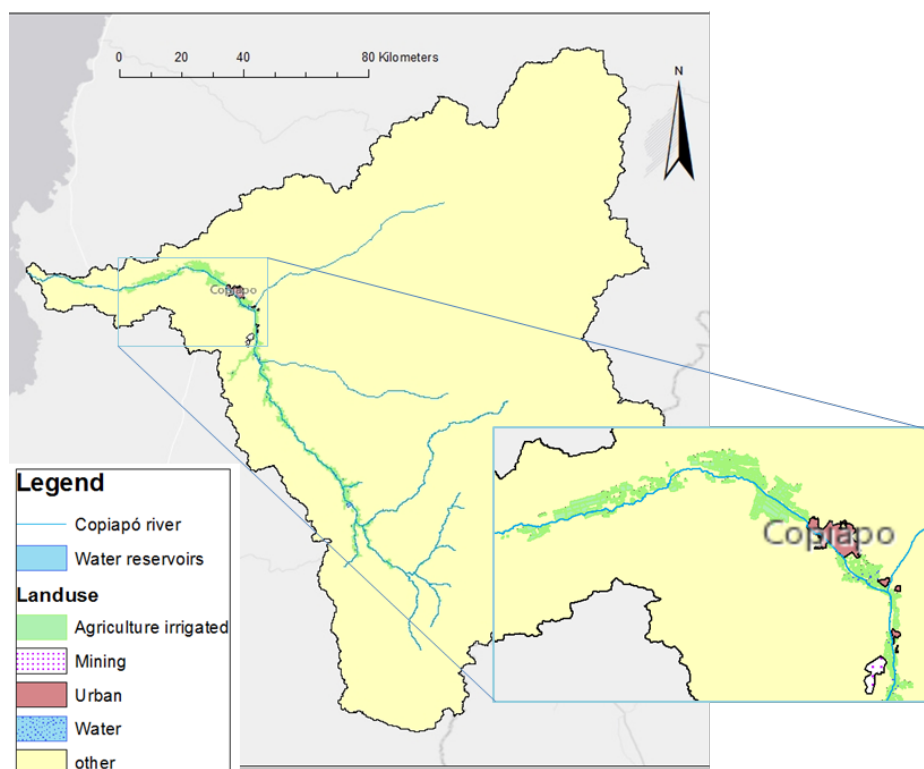 0 20 40 80 Kilometers
N
Copiapo
Copiapo
Legend
Copiapó river
Water reservoirs
Landuse
Agriculture irrigated
Mining
Urban
Water
other